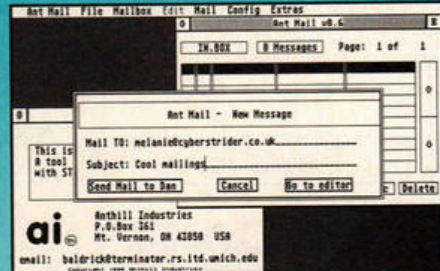 Ant Mail File Mailbox Edit Mail Config Extras
Ant Mail v0.6
IN.BOX 0 Messages Page: 1 of 1
Ant Mail - New Message
Mail TO: melanie@cyberstrider.co.uk
Subject: Cool mailings
Send Mail to Dan Cancel Go to editor
This is
A tool
with ST
Delete
ai
Anthill Industries
P.O.Box 361
Mt. Vernon, OH 43050 USA
email: baldrick@terminator.rs.itd.umich.edu